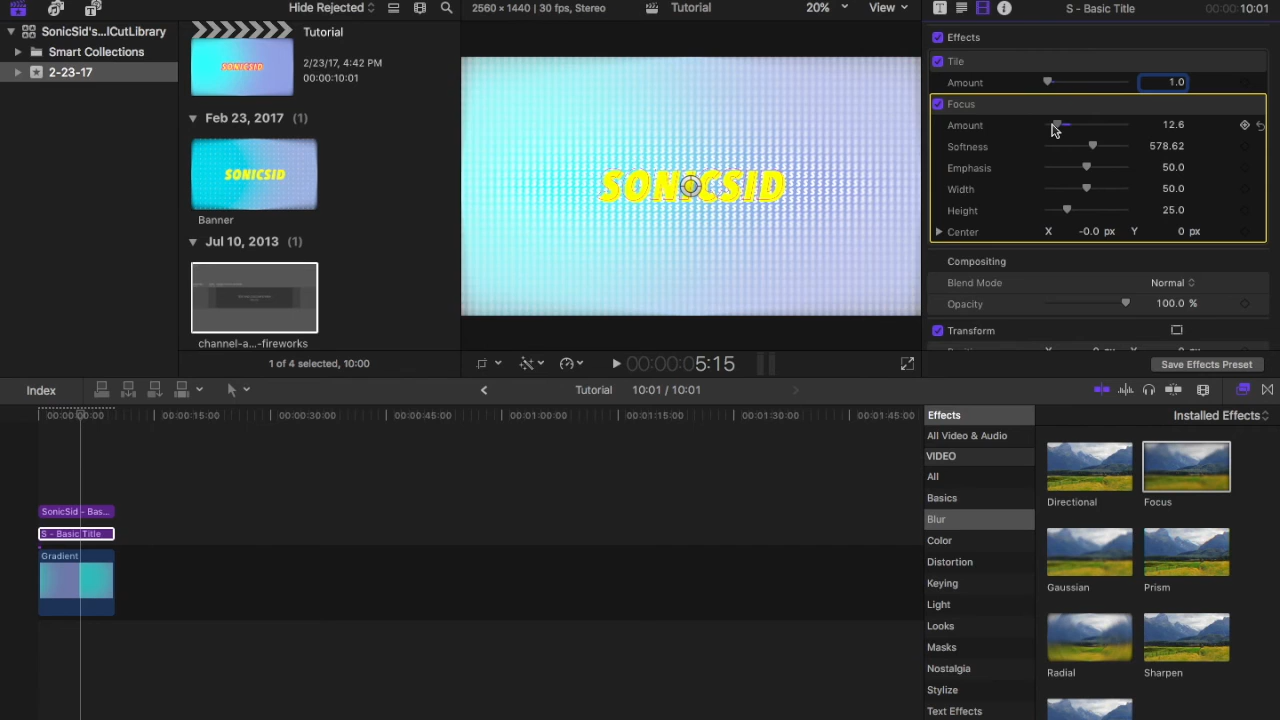 Hide Rejected
2560 × 1440 | 30 fps, Stereo
Tutorial
20%
View
S - Basic Title
00:00:10:01
SonicSid's...lCutLibrary
Smart Collections
2-23-17
SONICSID
Tutorial
2/23/17, 4:42 PM
00:00:10:01
Feb 23, 2017 (1)
SONICSID
Banner
Jul 10, 2013 (1)
channel-a...-fireworks
1 of 4 selected, 10:00
SONICSID
00:00:05:15
Effects
Tile
Amount 1.0
Focus
Amount 12.6
Softness 578.62
Emphasis 50.0
Width 50.0
Height 25.0
Center X -0.0 px Y 0 px
Compositing
Blend Mode Normal
Opacity 100.0 %
Transform
Save Effects Preset
Index
Tutorial
10:01 / 10:01
00:00:00:00 00:00:15:00 00:00:30:00 00:00:45:00 00:01:00:00 00:01:15:00 00:01:30:00 00:01:45:00
SonicSid - Bas...
S - Basic Title
Gradient
Effects
Installed Effects
All Video & Audio
VIDEO
All
Basics
Blur
Color
Distortion
Keying
Light
Looks
Masks
Nostalgia
Stylize
Text Effects
Directional
Focus
Gaussian
Prism
Radial
Sharpen